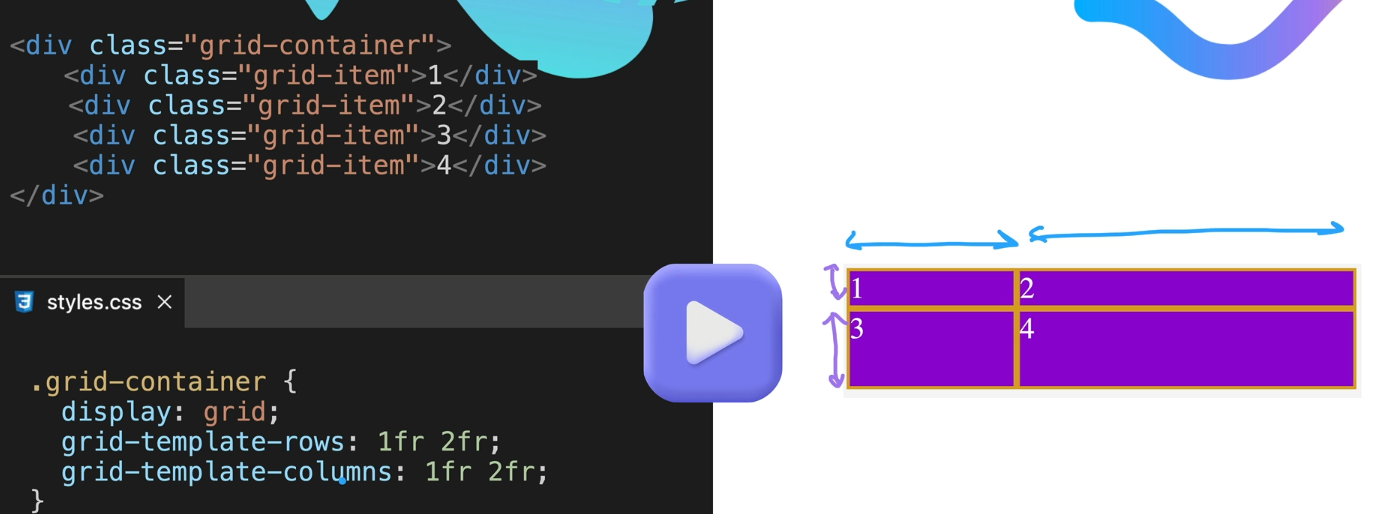 <div class="grid-container">
<div class="grid-item">1</div>
<div class="grid-item">2</div>
<div class="grid-item">3</div>
<div class="grid-item">4</div>
</div>
styles.css ×
.grid-container {
display: grid;
grid-template-rows: 1fr 2fr;
grid-template-columns: 1fr 2fr;
}
1 2
3 4